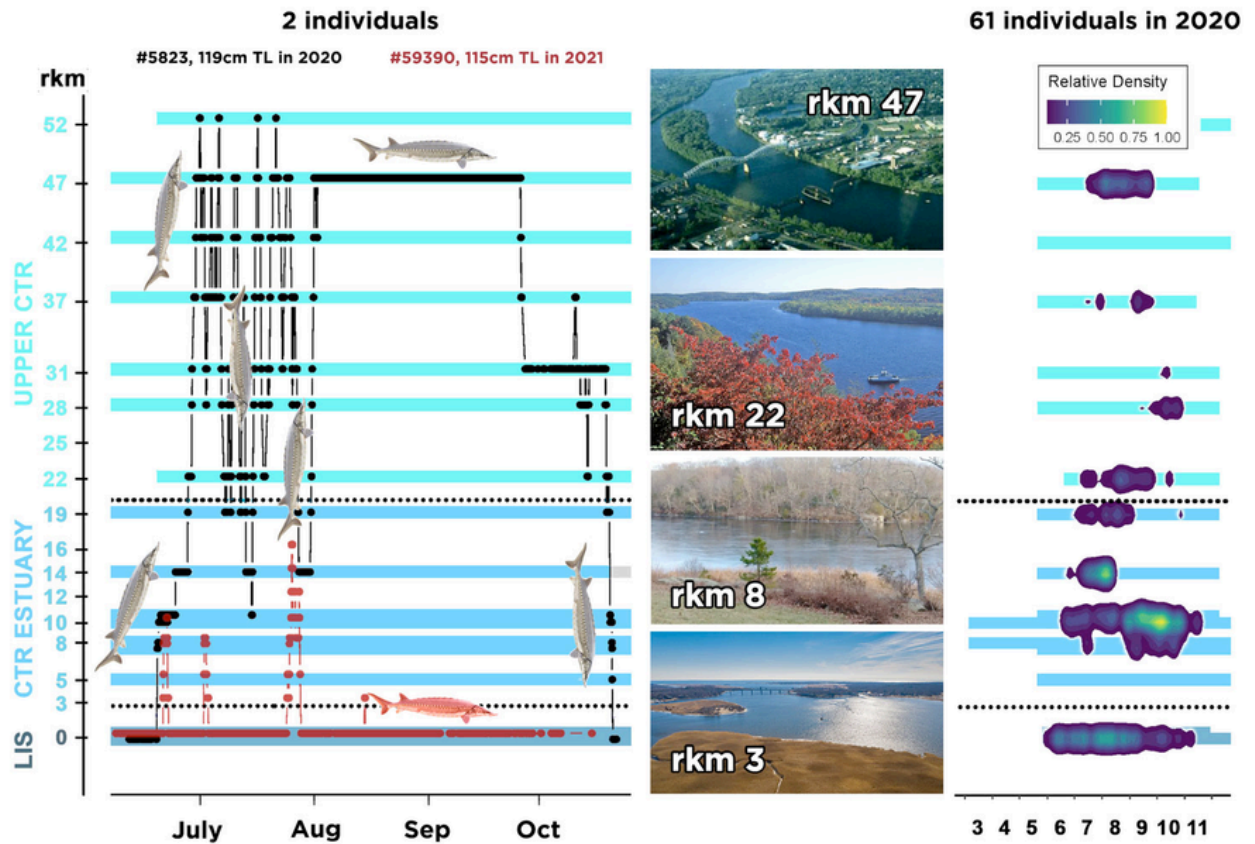 2 individuals
61 individuals in 2020
#5823, 119cm TL in 2020
#59390, 115cm TL in 2021
rkm
52
47
42
37
31
28
25
22
19
16
14
12
10
8
5
3
0
UPPER CTR
CTR ESTUARY
LIS
July Aug Sep Oct
rkm 47
rkm 22
rkm 8
rkm 3
Relative Density
0.25 0.50 0.75 1.00
3 4 5 6 7 8 9 10 11